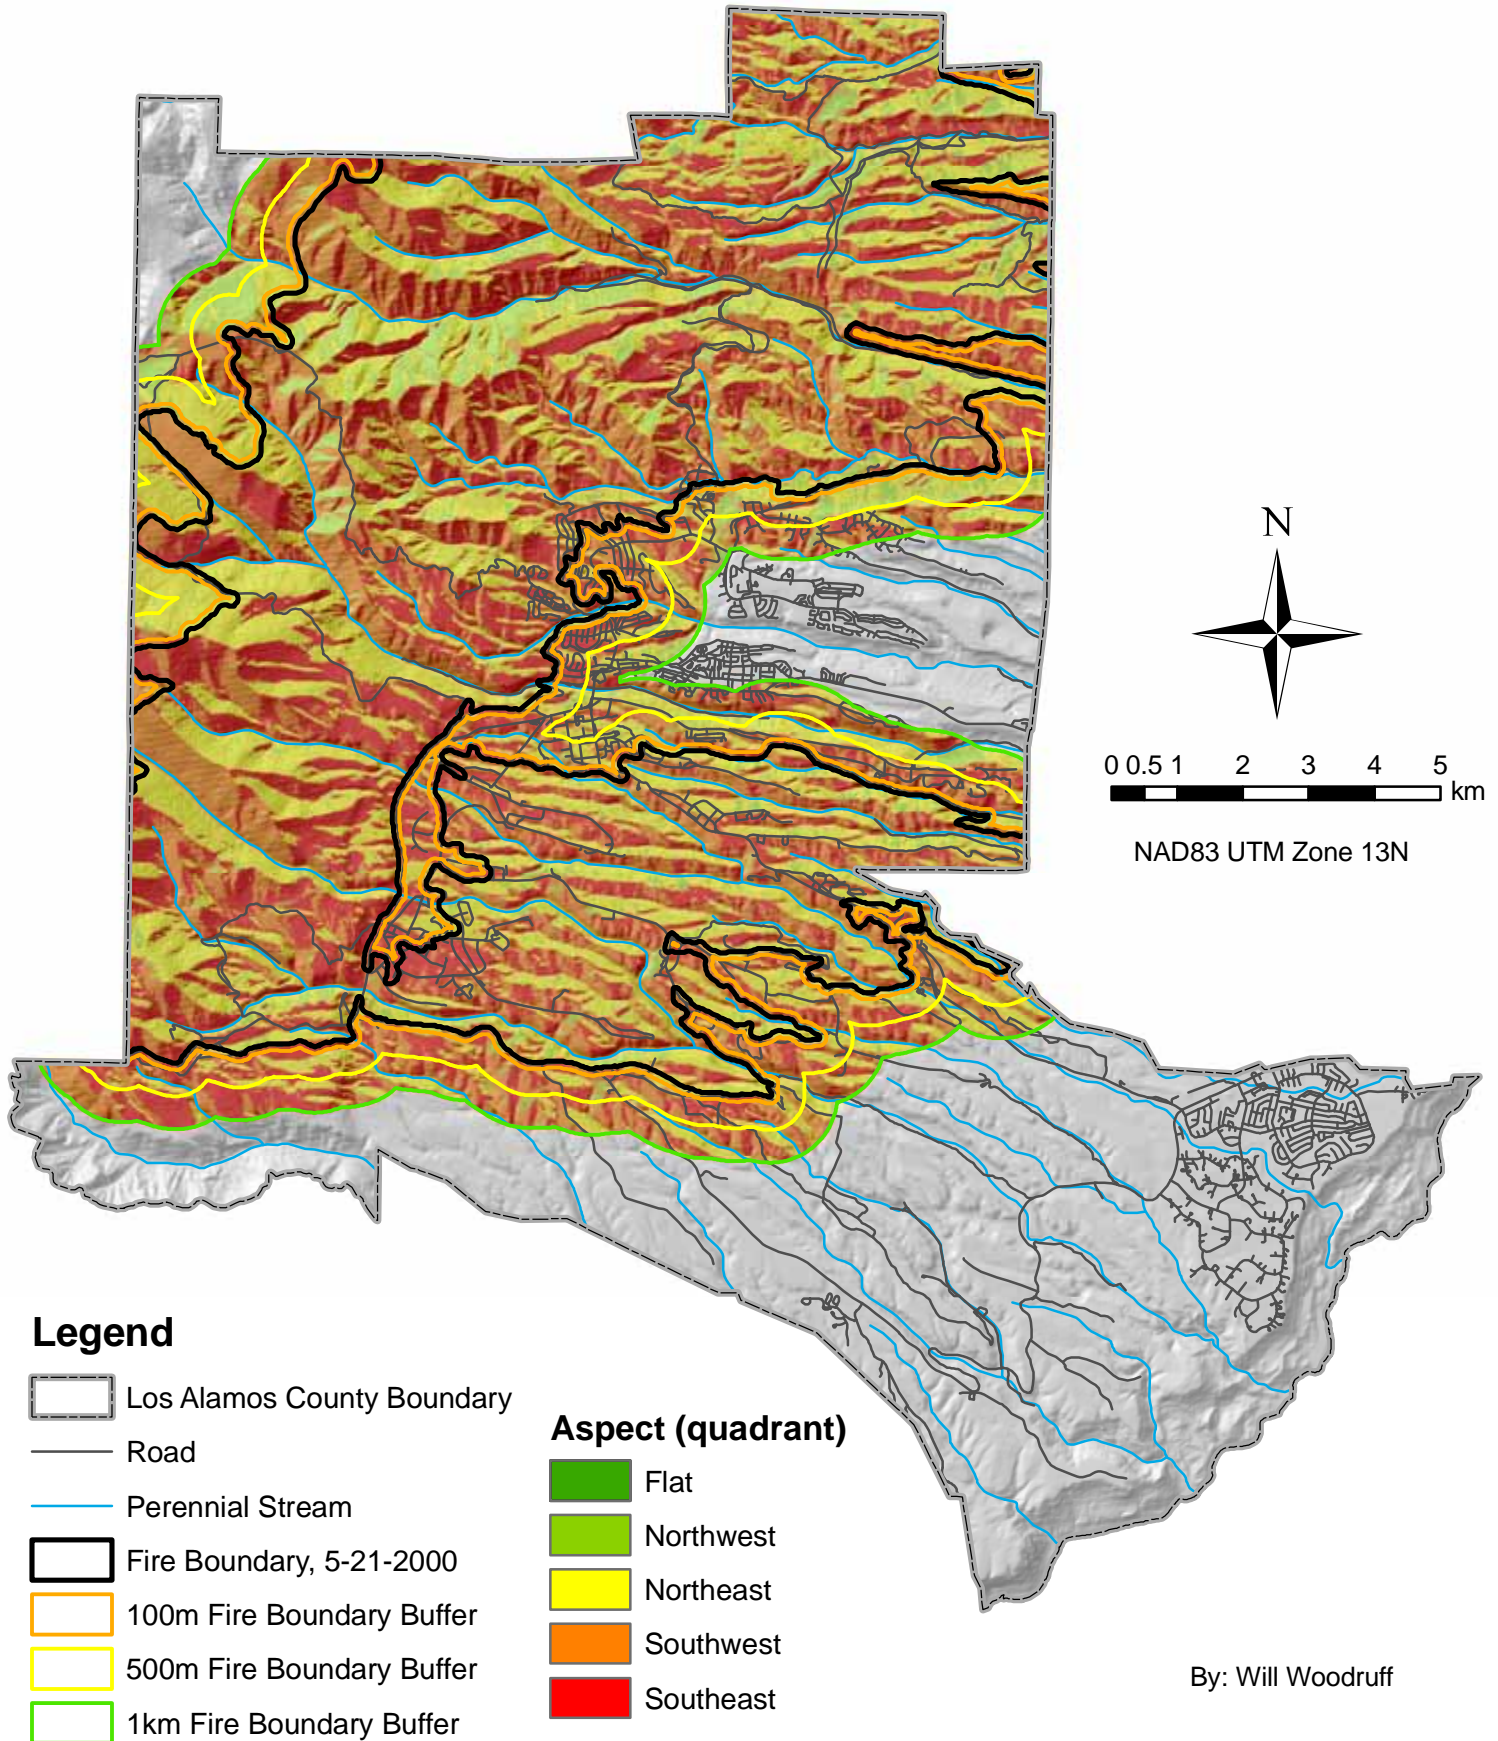 N
0 0.5 1 2 3 4 5
km
NAD83 UTM Zone 13N
Legend
Los Alamos County Boundary
Road
Perennial Stream
Fire Boundary, 5-21-2000
100m Fire Boundary Buffer
500m Fire Boundary Buffer
1km Fire Boundary Buffer
Aspect (quadrant)
Flat
Northwest
Northeast
Southwest
Southeast
By: Will Woodruff